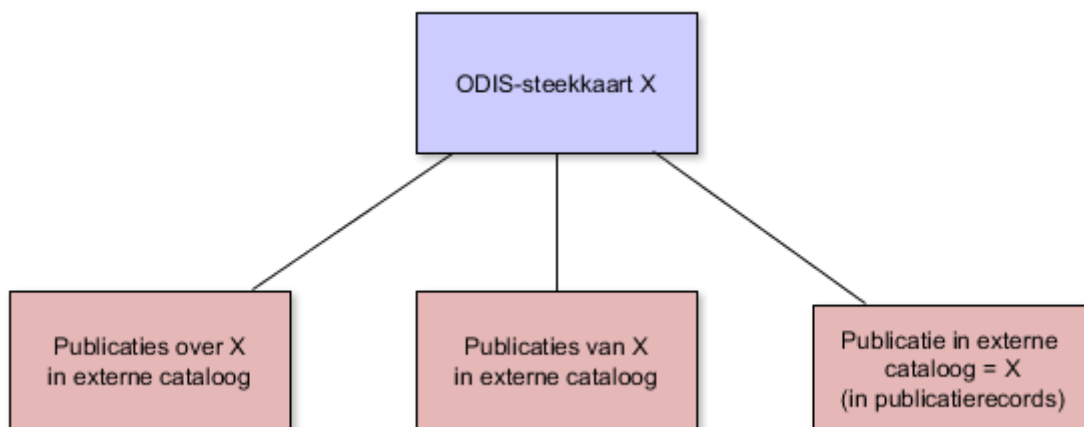 ODIS-steekkaart X
Publicaties over X
in externe cataloog
Publicaties van X
in externe cataloog
Publicatie in externe
cataloog = X
(in publicatierecords)